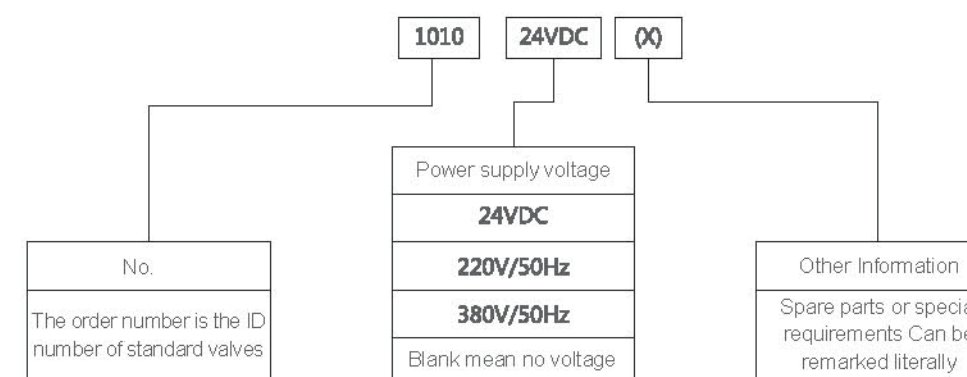 1010 24VDC (X)
Power supply voltage
24VDC
220V/50Hz
380V/50Hz
Blank mean no voltage
No.
The order number is the ID
number of standard valves
Other Information
Spare parts or specia
requirements Can be
remarked literally